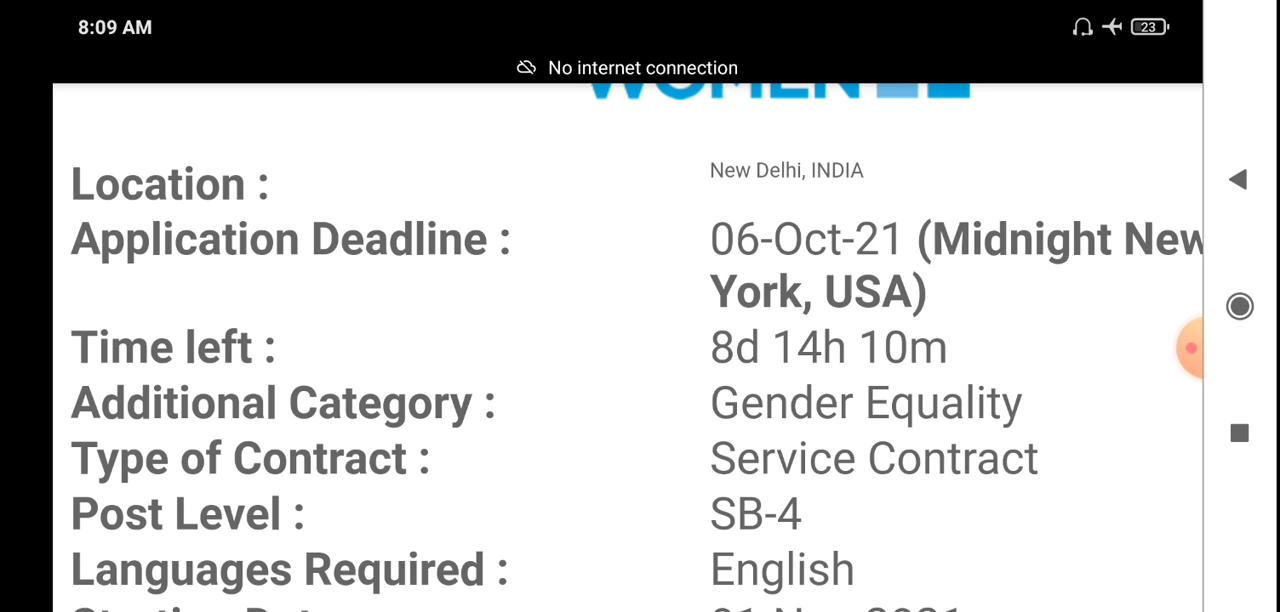 8:09 AM
23
No internet connection
WOMEN
Location :
New Delhi, INDIA
Application Deadline :
06-Oct-21 (Midnight New
York, USA)
Time left :
8d 14h 10m
Additional Category :
Gender Equality
Type of Contract :
Service Contract
Post Level :
SB-4
Languages Required :
English